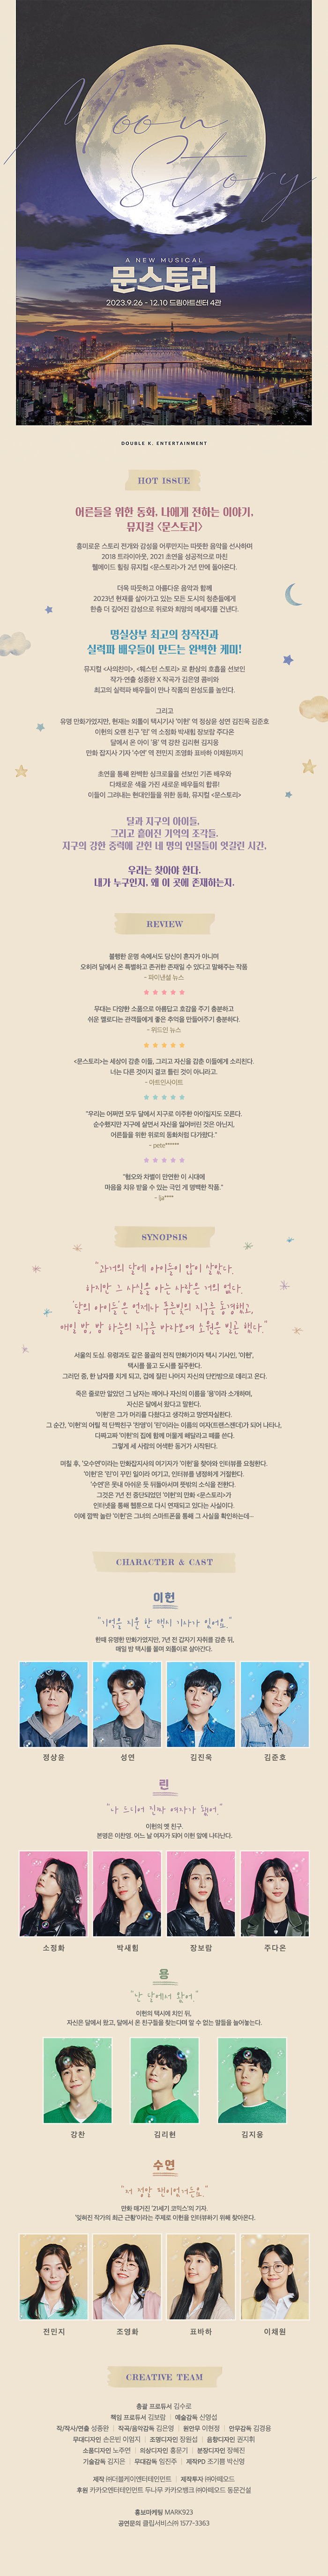 Moon Story
A NEW MUSICAL
문스토리
2023.9.26 - 12.10 드림아트센터 4관
DOUBLE K. ENTERTAINMENT
HOT ISSUE
어른들을 위한 동화, 나에게 전하는 이야기,
뮤지컬 <문스토리>
흥미로운 스토리 전개와 감성을 어루만지는 따뜻한 음악을 선사하며
2018 트라이아웃, 2021 초연을 성공적으로 마친
웰메이드 힐링 뮤지컬 <문스토리>가 2년 만에 돌아온다.
더욱 따뜻하고 아름다운 음악과 함께
2023년 현재를 살아가고 있는 모든 도시의 청춘들에게
한층 더 깊어진 감성으로 위로와 희망의 메세지를 건넨다.
명실상부 최고의 창작진과
실력파 배우들이 만드는 완벽한 케미!
뮤지컬 <사의찬미>, <웨스턴 스토리> 로 환상의 호흡을 선보인
작가·연출 성종완 X 작곡가 김은영 콤비와
최고의 실력파 배우들이 만나 작품의 완성도를 높인다.
그리고
유명 만화가였지만, 현재는 외톨이 택시기사 '이헌' 역 정상윤 성연 김진욱 김준호
이헌의 오랜 친구 '린' 역 소정화 박새힘 장보람 주다온
달에서 온 아이 '용' 역 강찬 김리현 김지웅
만화 잡지사 기자 '수연' 역 전민지 조영화 표바하 이채원까지
초연을 통해 완벽한 싱크로율을 선보인 기존 배우와
다채로운 색을 가진 새로운 배우들의 합류!
이들이 그려내는 현대인들을 위한 동화, 뮤지컬 <문스토리>
달과 지구의 아이들,
그리고 흩어진 기억의 조각들.
지구의 강한 중력에 갇힌 네 명의 인물들이 엇갈린 시간,
우리는 찾아야 한다.
내가 누구인지, 왜 이 곳에 존재하는지.
REVIEW
불평한 운명 속에서도 당신이 혼자가 아니며
오히려 달에서 온 특별하고 존귀한 존재일 수 있다고 말해주는 작품
- 파이낸셜 뉴스
무대는 다양한 소품으로 아름답고 호감을 주기 충분하고
쉬운 멜로디는 관객들에게 좋은 추억을 만들어주기 충분하다.
- 위드인 뉴스
<문스토리>는 세상이 감춘 이들, 그리고 자신을 감춘 이들에게 소리친다.
너는 다른 것이지 결코 틀린 것이 아니라고.
- 아트인사이트
"우리는 어쩌면 모두 달에서 지구로 이주한 아이일지도 모른다.
순수했지만 지구에 살면서 자신을 잃어버린 것은 아닌지,
어른들을 위한 위로의 동화처럼 다가왔다."
- pete******
"혐오와 차별이 만연한 이 시대에
마음을 치유 받을 수 있는 극인 게 명백한 작품."
- lja****
SYNOPSIS
"과거의 달에 아이들이 많이 살았다.
하지만 그 사실을 아는 사람은 거의 없다.
'달의 아이들'은 언제나 푸른빛의 지구를 동경했고,
매일 밤, 밤 하늘의 지구를 바라보며 소원을 빌곤 했다."
서울의 도심. 유령과도 같은 몰골의 전직 만화가이자 택시 기사인, '이헌',
택시를 몰고 도시를 질주한다.
그러던 중, 한 남자를 치게 되고, 겁에 질린 나머지 자신의 단칸방으로 데리고 온다.
죽은 줄로만 알았던 그 남자는 깨어나 자신의 이름을 '용'이라 소개하며,
자신은 달에서 왔다고 말한다.
'이헌'은 그가 머리를 다쳤다고 생각하고 망연자실한다.
그 순간, '이헌'의 어릴 적 단짝친구 '찬영'이 '린'이라는 이름의 여자(트랜스젠더)가 되어 나타나,
다짜고짜 '이헌'의 집에 함께 머물게 해달라고 떼를 쓴다.
그렇게 세 사람의 어색한 동거가 시작된다.
며칠 후, '오수연'이라는 만화잡지사의 여기자가 '이헌'을 찾아와 인터뷰를 요청한다.
'이헌'은 '린'이 꾸민 일이라 여기고, 인터뷰를 냉정하게 거절한다.
'수연'은 못내 아쉬운 듯 뒤돌아서며 뜻밖의 소식을 전한다.
그것은 7년 전 중단되었던 '이헌'의 만화 <문스토리>가
인터넷을 통해 웹툰으로 다시 연재되고 있다는 사실이다.
이에 깜짝 놀란 '이헌'은 그녀의 스마트폰을 통해 그 사실을 확인하는데…
CHARACTER & CAST
이헌
"기억을 지운 한 택시 기사가 있어요."
한때 유명한 만화가였지만, 7년 전 갑자기 자취를 감춘 뒤,
매일 밤 택시를 몰며 외톨이로 살아간다.
정상윤 성연 김진욱 김준호
린
"나 드디어 진짜 여자가 됐어."
이헌의 옛 친구.
본명은 이찬영. 어느 날 여자가 되어 이헌 앞에 나타난다.
소정화 박새힘 장보람 주다온
용
"난 달에서 왔어."
이헌의 택시에 치인 뒤,
자신은 달에서 왔고, 달에서 온 친구들을 찾는다며 알 수 없는 말들을 늘어놓는다.
강찬 김리현 김지웅
수연
"저 정말 팬이었거든요."
만화 매거진 '21세기 코믹스'의 기자.
'잊혀진 작가의 최근 근황'이라는 주제로 이헌을 인터뷰하기 위해 찾아온다.
전민지 조영화 표바하 이채원
CREATIVE TEAM
총괄 프로듀서 김수로
책임 프로듀서 김보람 | 예술감독 신영섭
작/작사/연출 성종완 | 작곡/음악감독 김은영 | 원안무 이현정 | 안무감독 김경용
무대디자인 손은빈 이엄지 | 조명디자인 장원섭 | 음향디자인 권지휘
소품디자인 노주연 | 의상디자인 홍문기 | 분장디자인 장혜진
기술감독 김지은 | 무대감독 임진주 | 제작PD 조기쁨 박신영
제작 ㈜더블케이엔터테인먼트 | 제작투자 ㈜아떼오드
후원 카카오엔터테인먼트 두나무 카카오뱅크 ㈜아떼오드 동문건설
홍보마케팅 MARK923
공연문의 클립서비스㈜ 1577-3363